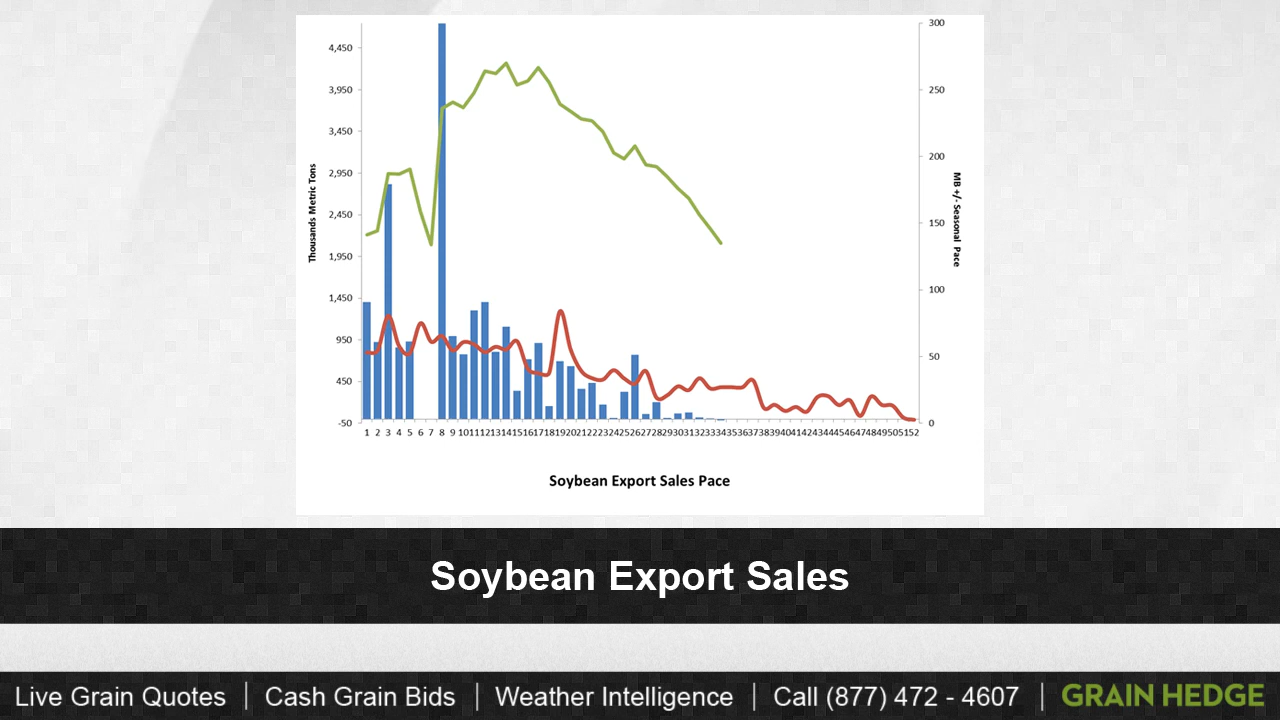 300
4,450
250
3,950
3,450
200
2,950
Thousands Metric Tons
MB +/- Seasonal Pace
2,450
150
1,950
100
1,450
950
50
450
-50
0
1 2 3 4 5 6 7 8 9 10 11 12 13 14 15 16 17 18 19 20 21 22 23 24 25 26 27 28 29 30 31 32 33 34 35 36 37 38 39 40 41 42 43 44 45 46 47 48 49 50 51 52
Soybean Export Sales Pace
Soybean Export Sales
Live Grain Quotes | Cash Grain Bids | Weather Intelligence | Call (877) 472 - 4607 | GRAIN HEDGE